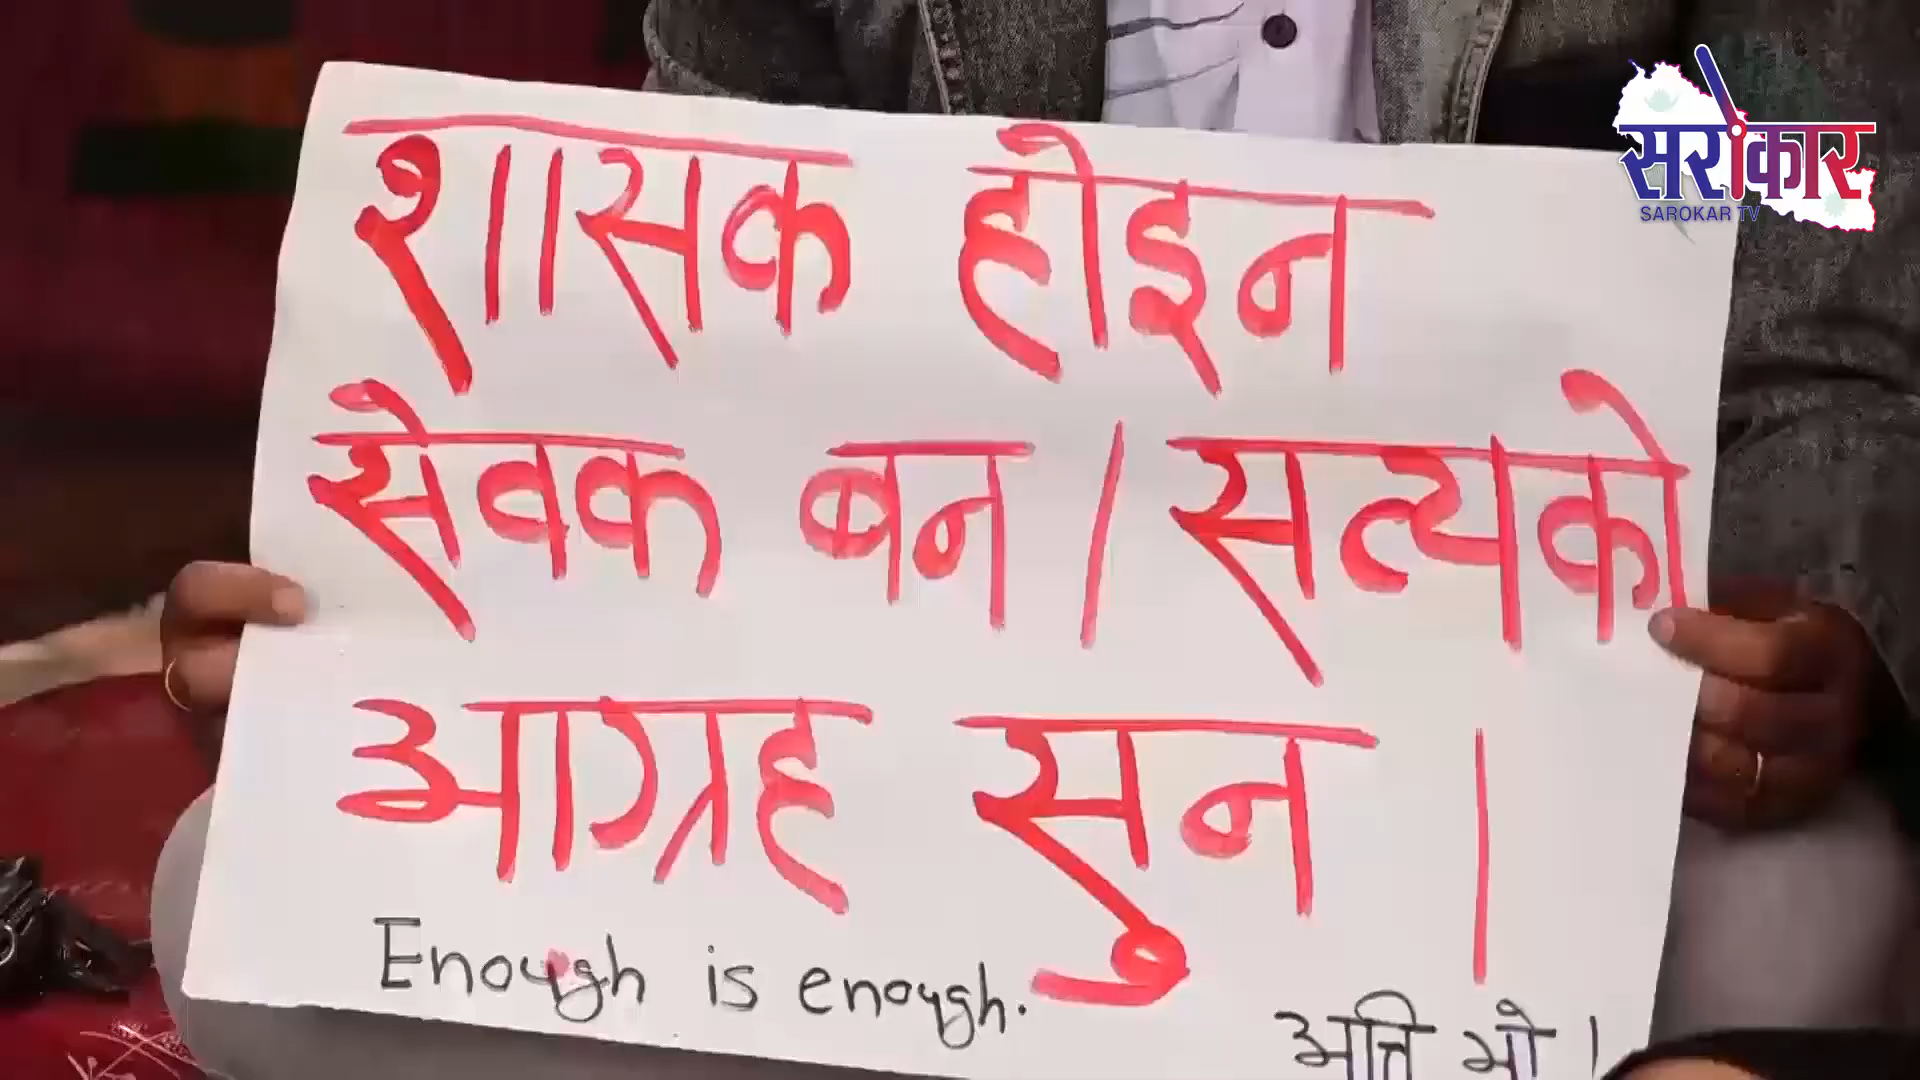 सरोकार
SAROKAR TV
शासक होइन
सेवक बन । सत्यको
आग्रह सुन ।
Enough is enough.
अत्ति भो ।